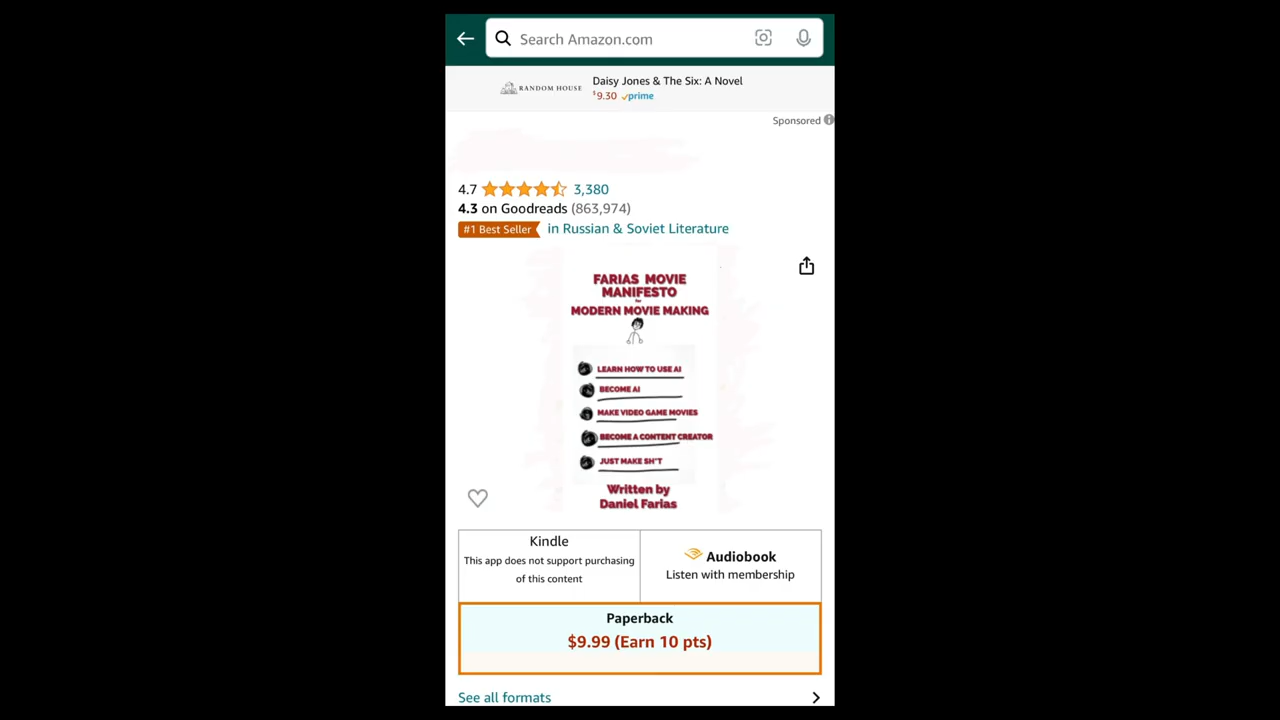 Search Amazon.com
RANDOM HOUSE
Daisy Jones & The Six: A Novel
$9.30 prime
Sponsored
4.7 3,380
4.3 on Goodreads (863,974)
#1 Best Seller in Russian & Soviet Literature
FARIAS MOVIE
MANIFESTO
for
MODERN MOVIE MAKING
LEARN HOW TO USE AI
BECOME AI
MAKE VIDEO GAME MOVIES
BECOME A CONTENT CREATOR
JUST MAKE SH*T
Written by
Daniel Farias
Kindle
This app does not support purchasing
of this content
Audiobook
Listen with membership
Paperback
$9.99 (Earn 10 pts)
See all formats